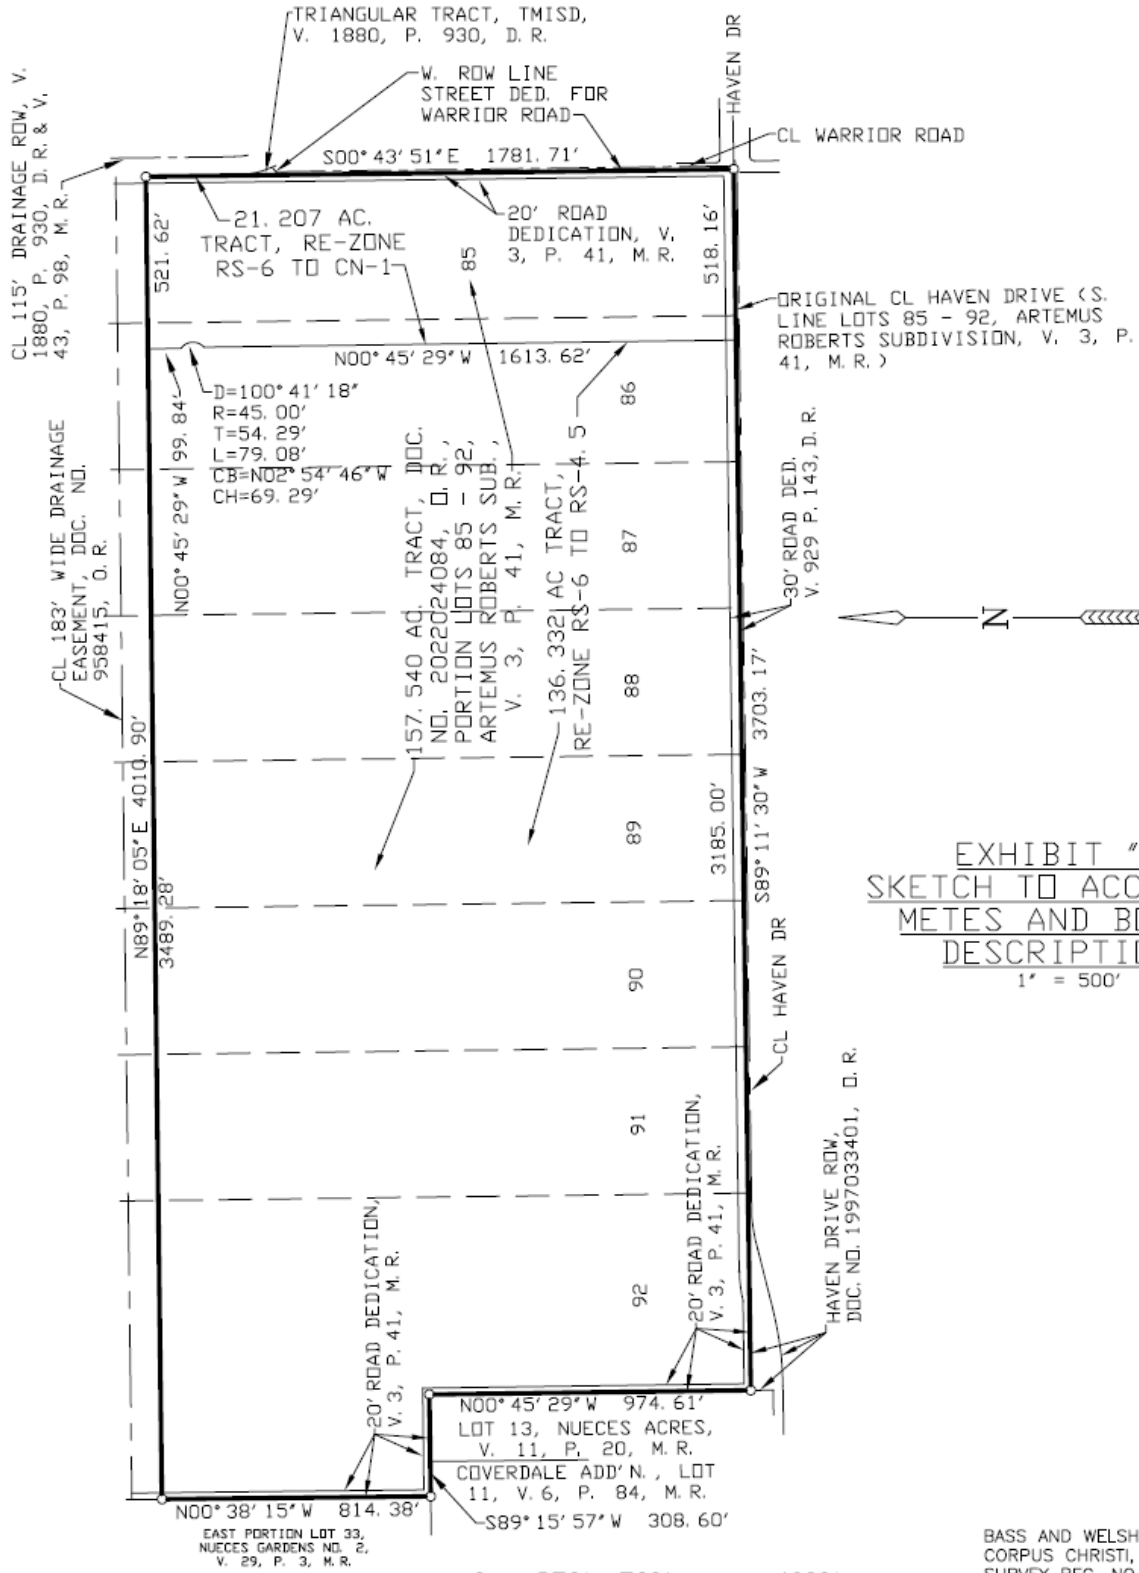 TRIANGULAR TRACT, TMISD,
V. 1880, P. 930, D.R.
W. ROW LINE
STREET DED. FOR
WARRIOR ROAD
HAVEN DR
CL WARRIOR ROAD
S00°43'51"E 1781.71'
CL 115' DRAINAGE ROW, V.
1880, P. 930, D.R. & V.
43, P. 98, M.R.
521.62'
21.207 AC.
TRACT, RE-ZONE
RS-6 TO CN-1
85
20' ROAD
DEDICATION, V.
3, P. 41, M.R.
518.16'
ORIGINAL CL HAVEN DRIVE (S.
LINE LOTS 85 - 92, ARTEMUS
ROBERTS SUBDIVISION, V. 3, P.
41, M.R.)
N00°45'29"W 1613.62'
D=100°41'18"
R=45.00'
T=54.29'
L=79.08'
CB=N02°54'46"W
CH=69.29'
N00°45'29"W 99.84'
86
CL 183' WIDE DRAINAGE
EASEMENT, DOC. NO.
958415, O.R.
157.540 AC. TRACT, DOC.
NO. 2022024084, O.R.,
PORTION LOTS 85 - 92,
ARTEMUS ROBERTS SUB.,
V. 3, P. 41, M.R.
136.332 AC TRACT,
RE-ZONE RS-6 TO RS-4.5
87
30' ROAD DED.
V. 929 P. 143, D.R.
N
88
N89°18'05"E 4010.90'
3489.28'
89
3185.00'
S89°11'30"W 3703.17'
EXHIBIT "
SKETCH TO ACC
METES AND BO
DESCRIPTIO
1" = 500'
90
CL HAVEN DR
91
20' ROAD DEDICATION,
V. 3, P. 41, M.R.
HAVEN DRIVE ROW,
DOC. NO. 1997033401, O.R.
20' ROAD DEDICATION,
V. 3, P. 41, M.R.
92
N00°45'29"W 974.61'
LOT 13, NUECES ACRES,
V. 11, P. 20, M.R.
COVERDALE ADD'N., LOT
11, V.6, P. 84, M.R.
S89°15'57"W 308.60'
N00°38'15"W 814.38'
EAST PORTION LOT 33,
NUECES GARDENS NO. 2,
V. 29, P. 3, M.R.
BASS AND WELSH
CORPUS CHRISTI,